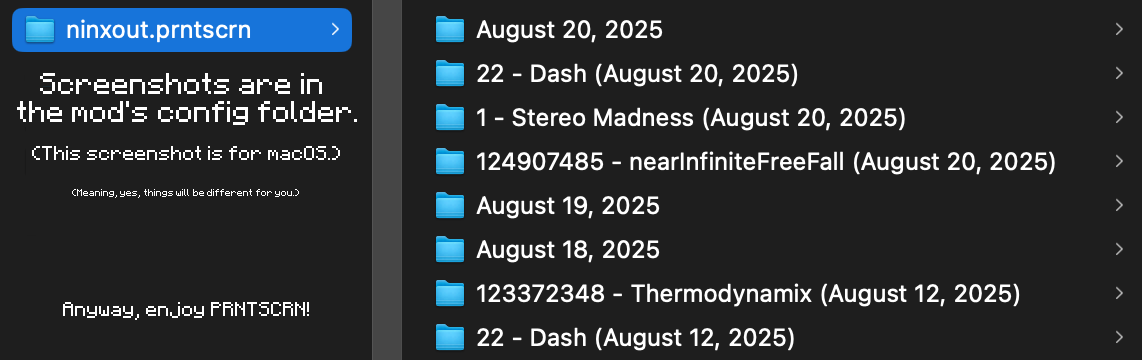 ninxout.prntscrn
Screenshots are in
the mod's config folder.
(This screenshot is for macOS.)
(Meaning, yes, things will be different for you.)
Anyway, enjoy PRNTSCRN!
August 20, 2025
22 - Dash (August 20, 2025)
1 - Stereo Madness (August 20, 2025)
124907485 - nearInfiniteFreeFall (August 20, 2025)
August 19, 2025
August 18, 2025
123372348 - Thermodynamix (August 12, 2025)
22 - Dash (August 12, 2025)